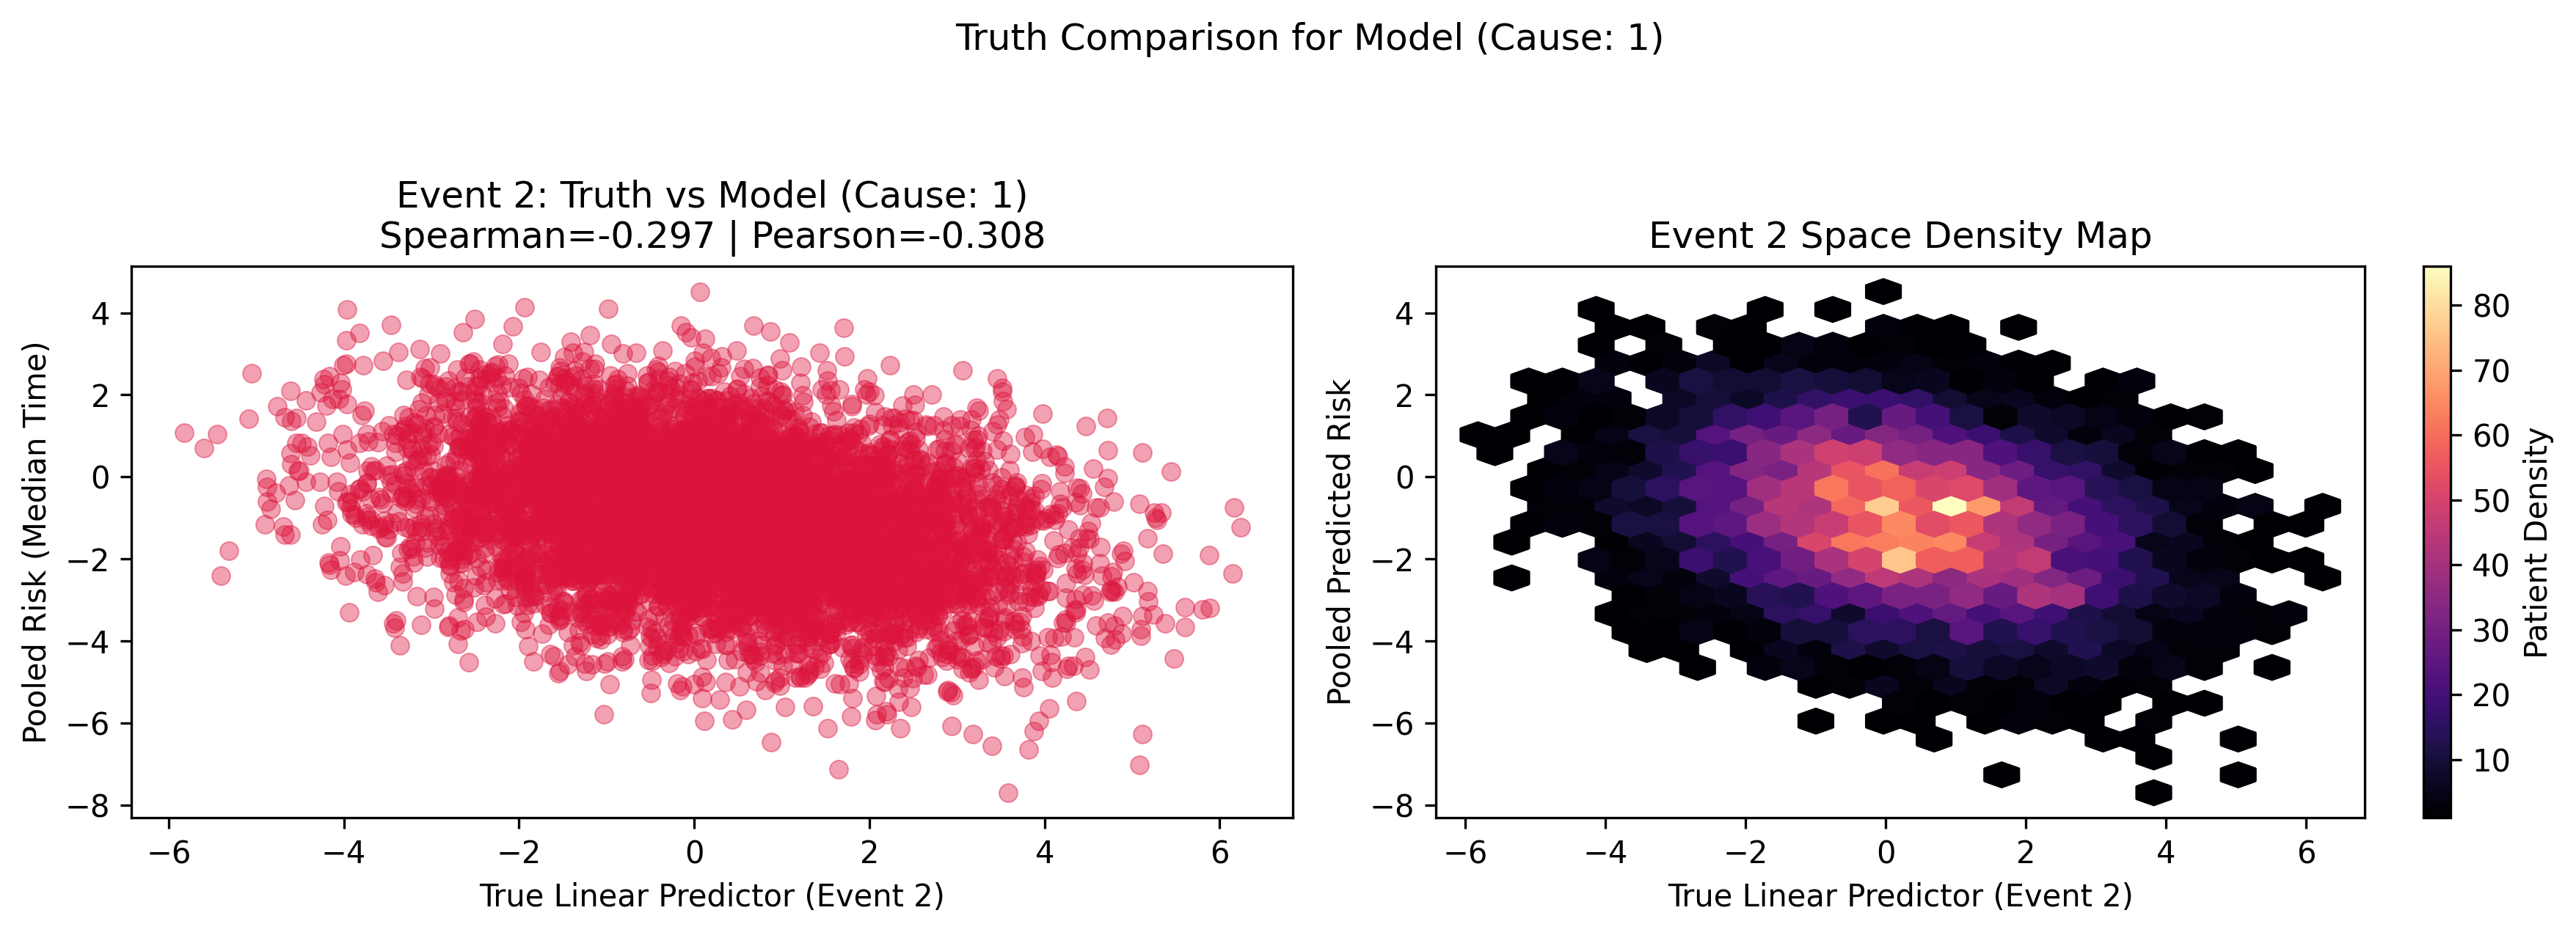 Truth Comparison for Model (Cause: 1)
Event 2: Truth vs Model (Cause: 1)
Spearman=-0.297 | Pearson=-0.308
Pooled Risk (Median Time)
4
2
0
−2
−4
−6
−8
−6 −4 −2 0 2 4 6
True Linear Predictor (Event 2)
Event 2 Space Density Map
Pooled Predicted Risk
4
2
0
−2
−4
−6
−8
−6 −4 −2 0 2 4 6
True Linear Predictor (Event 2)
80
70
60
50
40
30
20
10
Patient Density